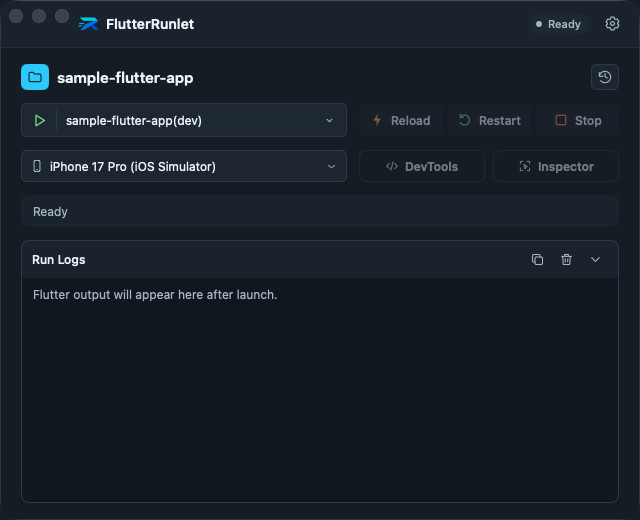 FlutterRunlet
Ready
sample-flutter-app
sample-flutter-app(dev)
Reload
Restart
Stop
iPhone 17 Pro (iOS Simulator)
DevTools
Inspector
Ready
Run Logs
Flutter output will appear here after launch.